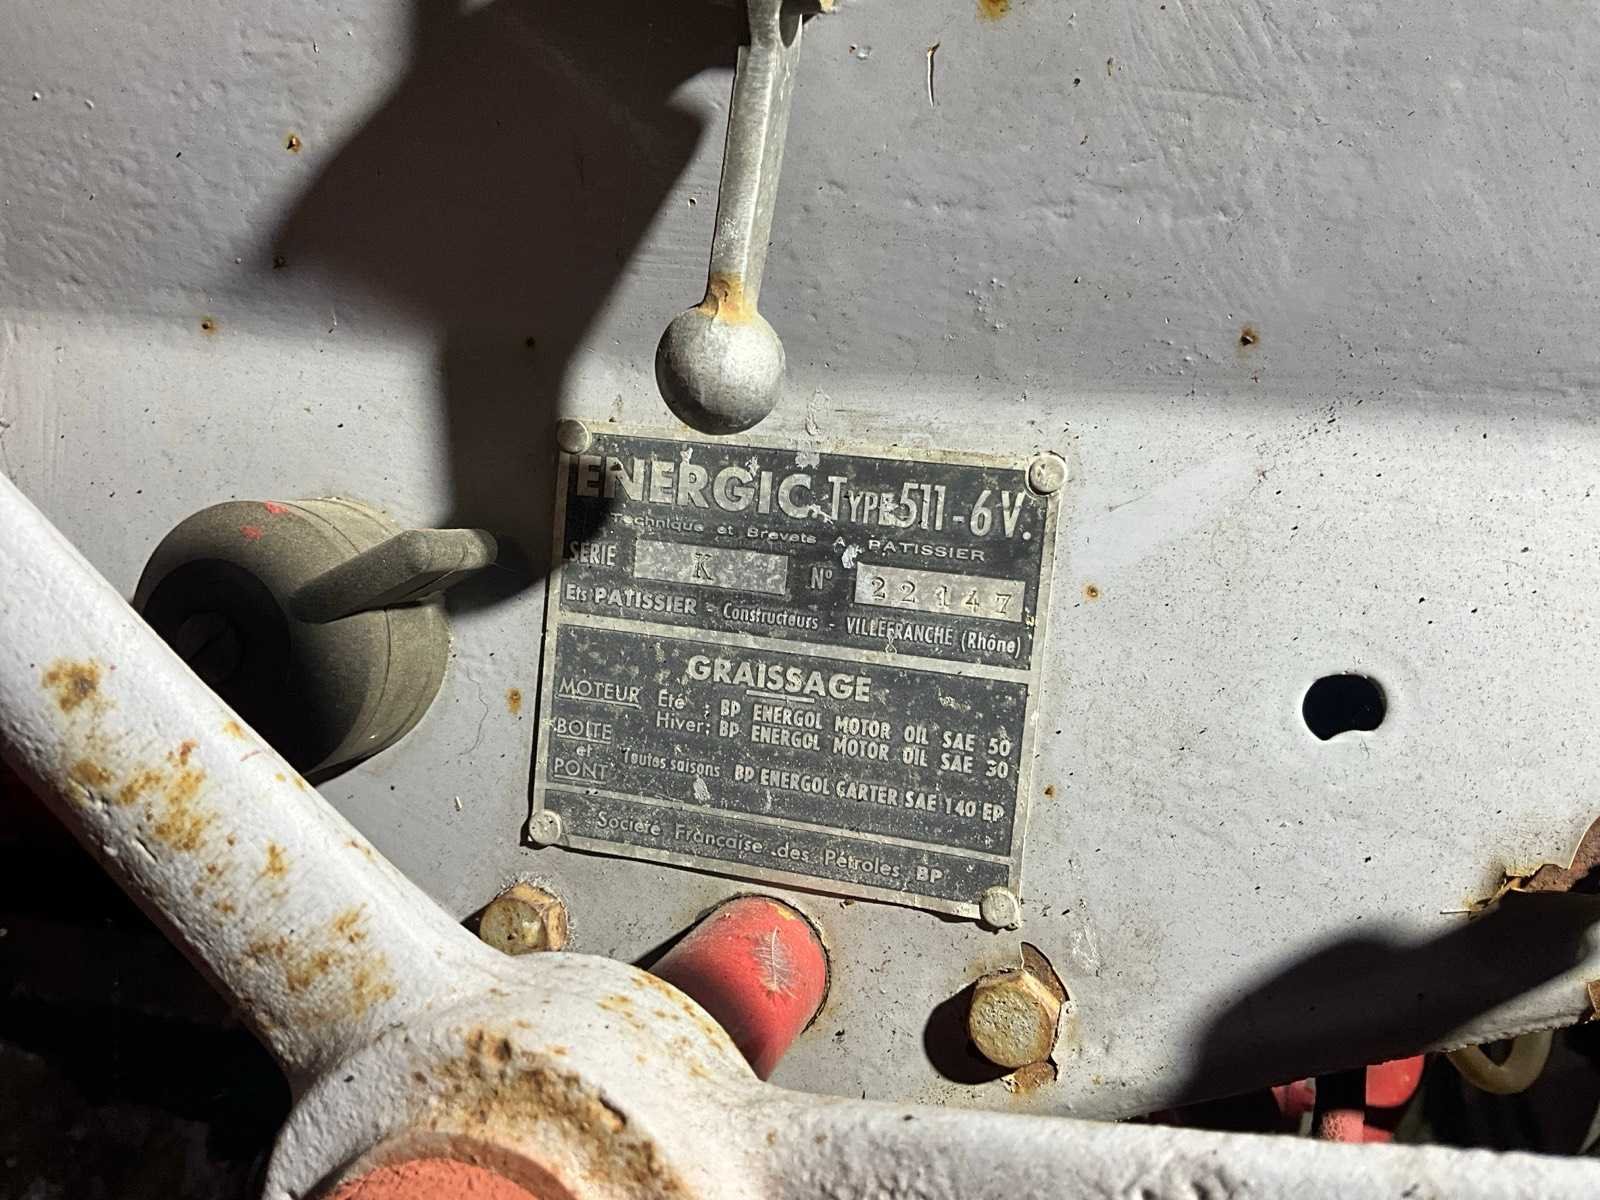 ENERGIC. TYPE 511-6V.
Technique et Brevets A. PATISSIER
SÉRIE K No 22147
Ets PATISSIER - Constructeurs - VILLEFRANCHE (Rhône)
GRAISSAGE
MOTEUR Eté : BP ENERGOL MOTOR OIL SAE 50
Hiver: BP ENERGOL MOTOR OIL SAE 30
BOITE et PONT Toutes saisons BP ENERGOL CARTER SAE 140 EP
Société Française des Pétroles BP